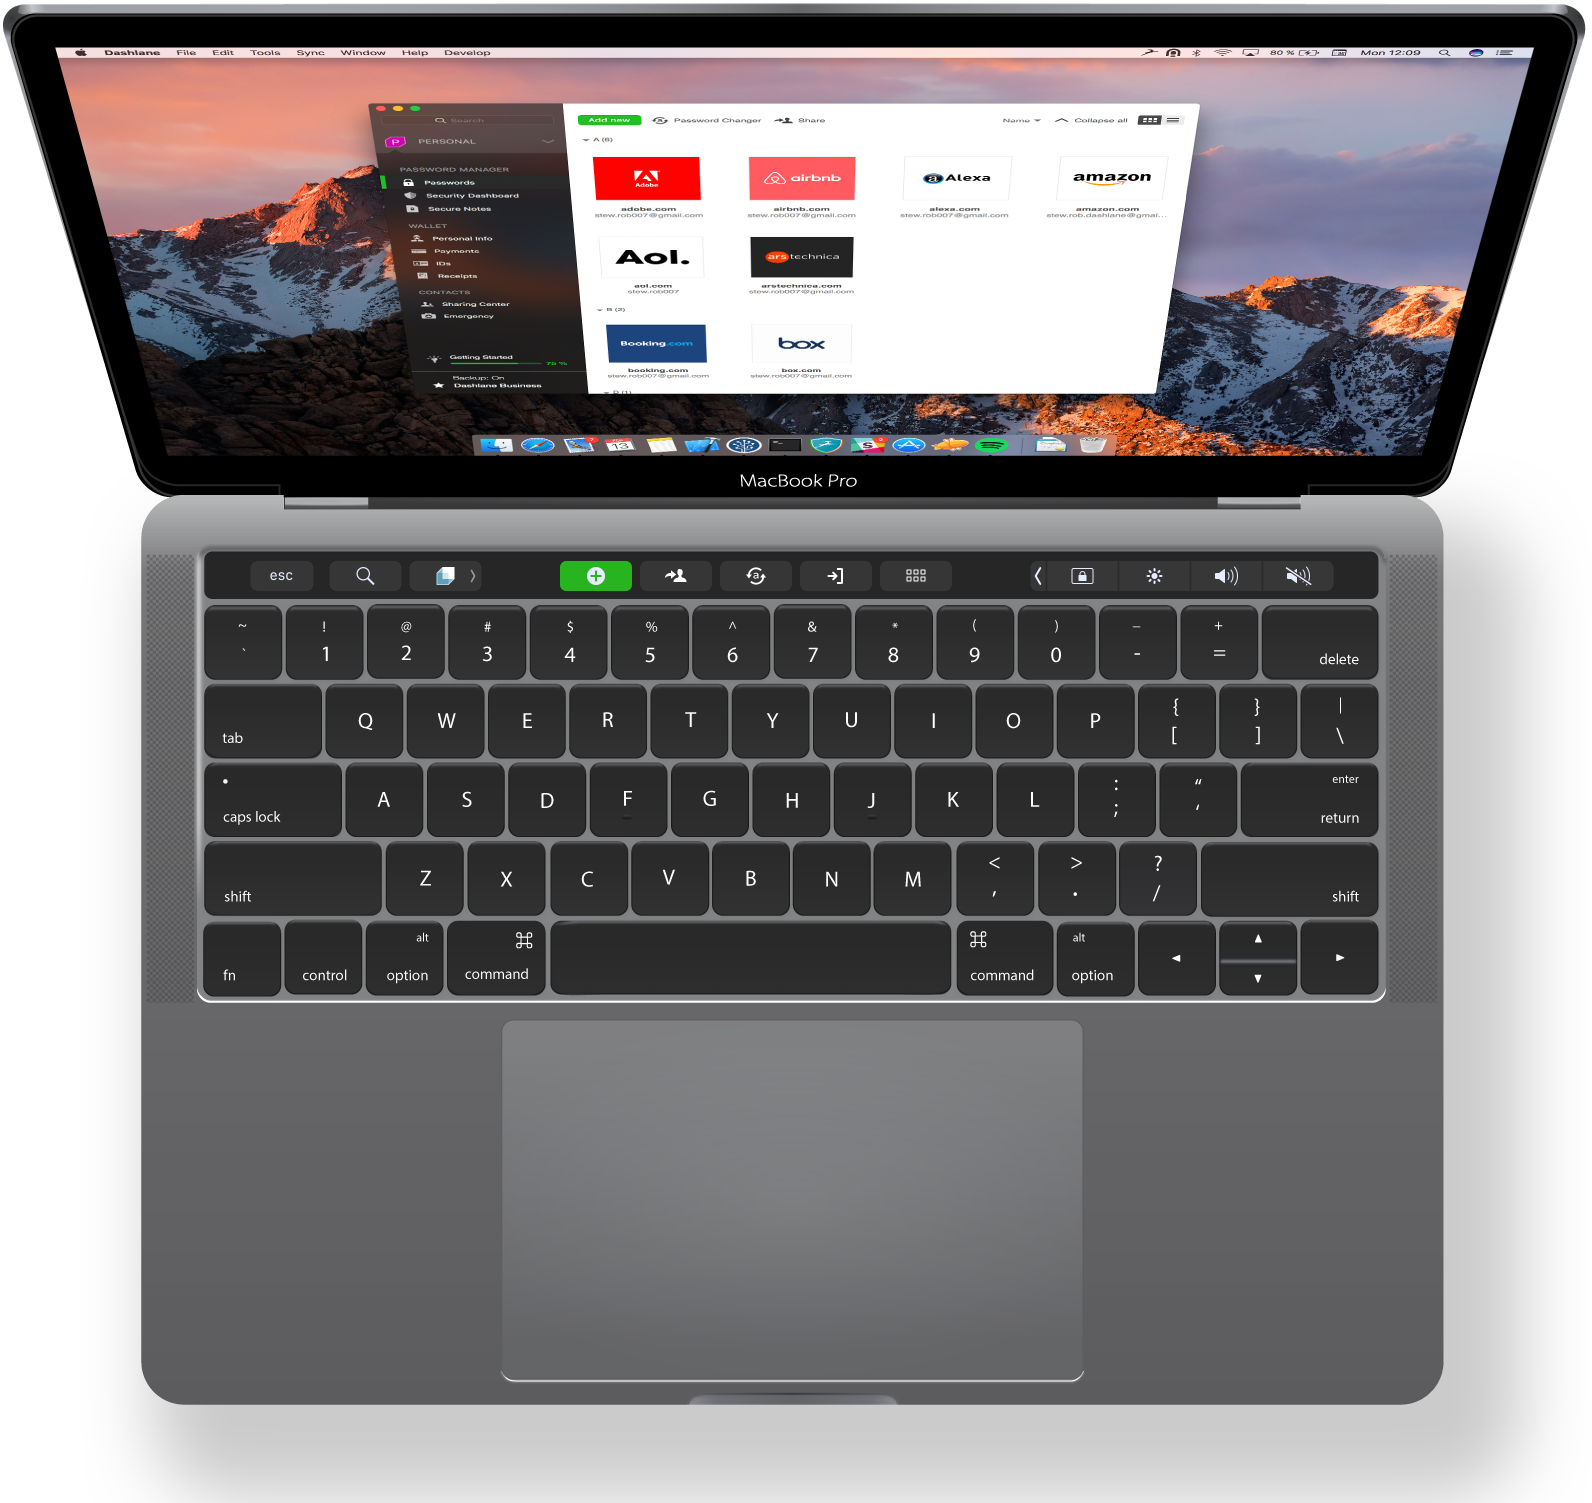 Dashlane File Edit Tools Sync Window Help Develop 80 % Mon 12:09
Search
PERSONAL
PASSWORD MANAGER
Passwords
Security Dashboard
Secure Notes
WALLET
Personal Info
Payments
IDs
Receipts
CONTACTS
Sharing Center
Emergency
Getting Started
75 %
Backup: On
Dashlane Business
Add new Password Changer Share Name Collapse all
A (6)
Adobe airbnb Alexa amazon
adobe.com airbnb.com alexa.com amazon.com
stew.rob007@gmail.com stew.rob007@gmail.com stew.rob007@gmail.com stew.rob.dashlane@gmai...
Aol. ars technica
aol.com arstechnica.com
stew.rob007 stew.rob007@gmail.com
B (2)
Booking.com box
booking.com box.com
stew.rob007@gmail.com stew.rob007@gmail.com
D (1)
MacBook Pro
esc
~ ! @ # $ % ^ & * ( ) – +
` 1 2 3 4 5 6 7 8 9 0 - =
delete
tab Q W E R T Y U I O P { [ } ] | \
caps lock A S D F G H J K L : ; “ ‘ enter return
shift Z X C V B N M < , > . ? / shift
fn control alt option ⌘ command ⌘ command alt option ◄ ▲ ▼ ►